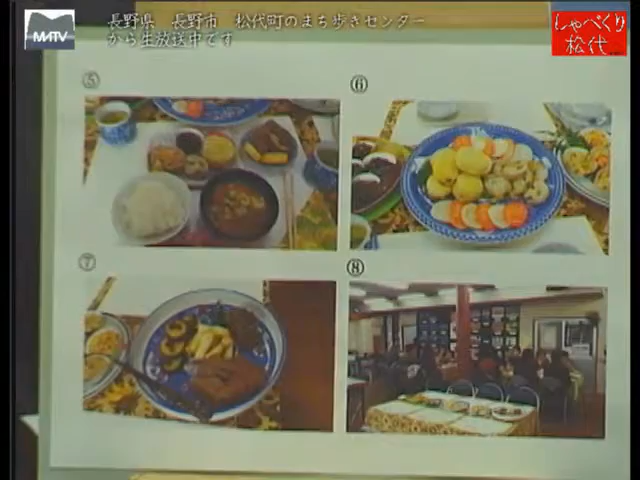 MATV
長野県 長野市 松代町のまち歩きセンター
から生放送中です
しゃべくり
松代
⑤
⑥
⑦
⑧